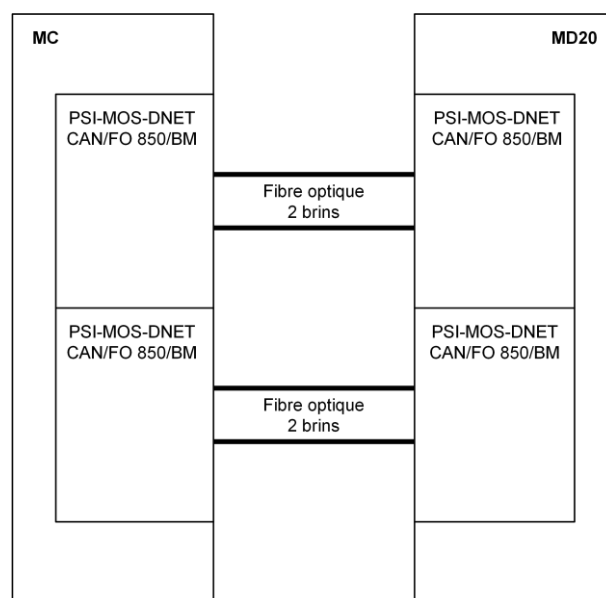 MC
MD20
PSI-MOS-DNET
CAN/FO 850/BM
PSI-MOS-DNET
CAN/FO 850/BM
Fibre optique
2 brins
PSI-MOS-DNET
CAN/FO 850/BM
PSI-MOS-DNET
CAN/FO 850/BM
Fibre optique
2 brins